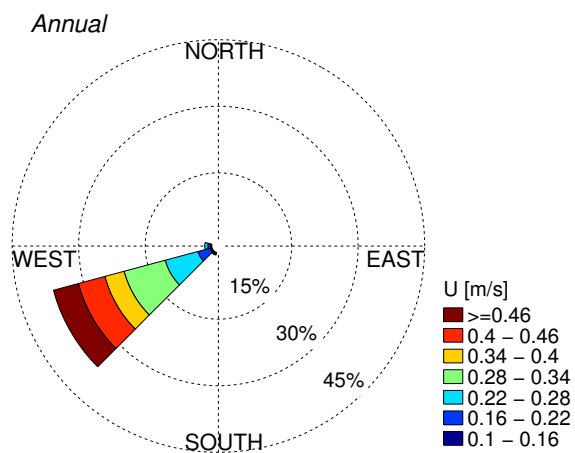 Annual
NORTH
WEST
EAST
15%
U [m/s]
>=0.46
0.4 − 0.46
30%
0.34 − 0.4
0.28 − 0.34
45%
0.22 − 0.28
0.16 − 0.22
0.1 − 0.16
SOUTH